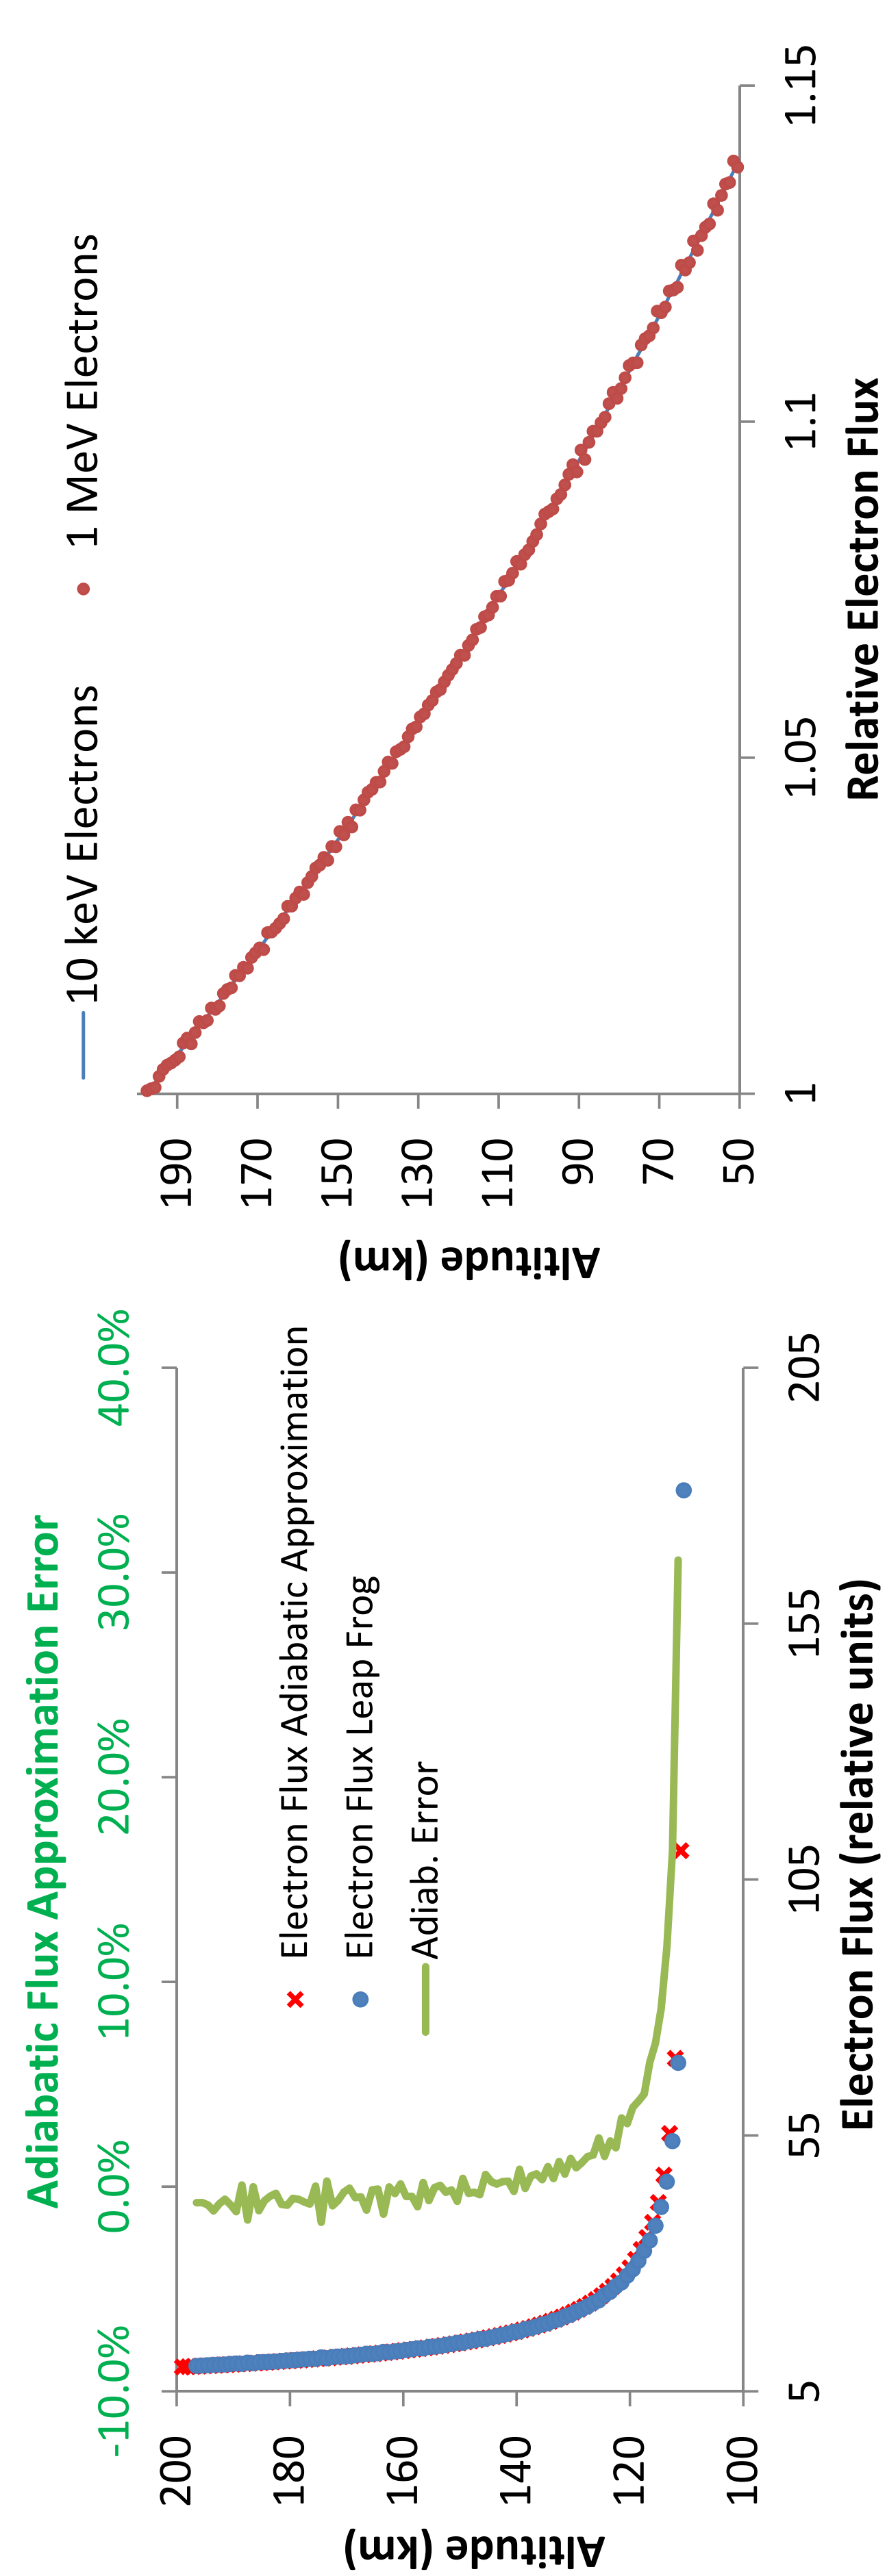 Adiabatic Flux Approximation Error
-10.0% 0.0% 10.0% 20.0% 30.0% 40.0%
200
180
160
140
120
100
Altitude (km)
Electron Flux Adiabatic Approximation
Electron Flux Leap Frog
Adiab. Error
5 55 105 155 205
Electron Flux (relative units)
10 keV Electrons 1 MeV Electrons
190
170
150
130
110
90
70
50
Altitude (km)
1 1.05 1.1 1.15
Relative Electron Flux